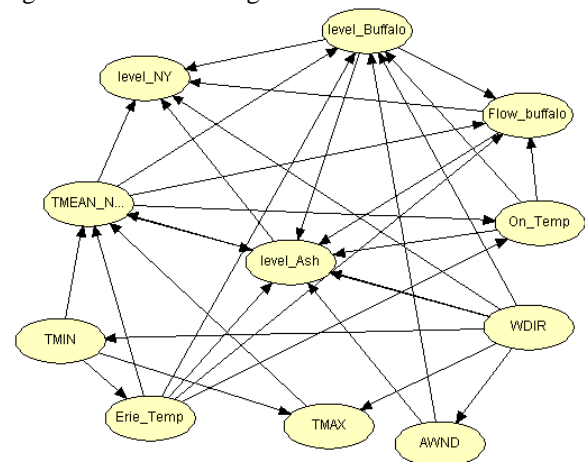 level_Buffalo
level_NY
Flow_buffalo
TMEAN_N...
On_Temp
level_Ash
WDIR
TMIN
Erie_Temp
TMAX
AWND